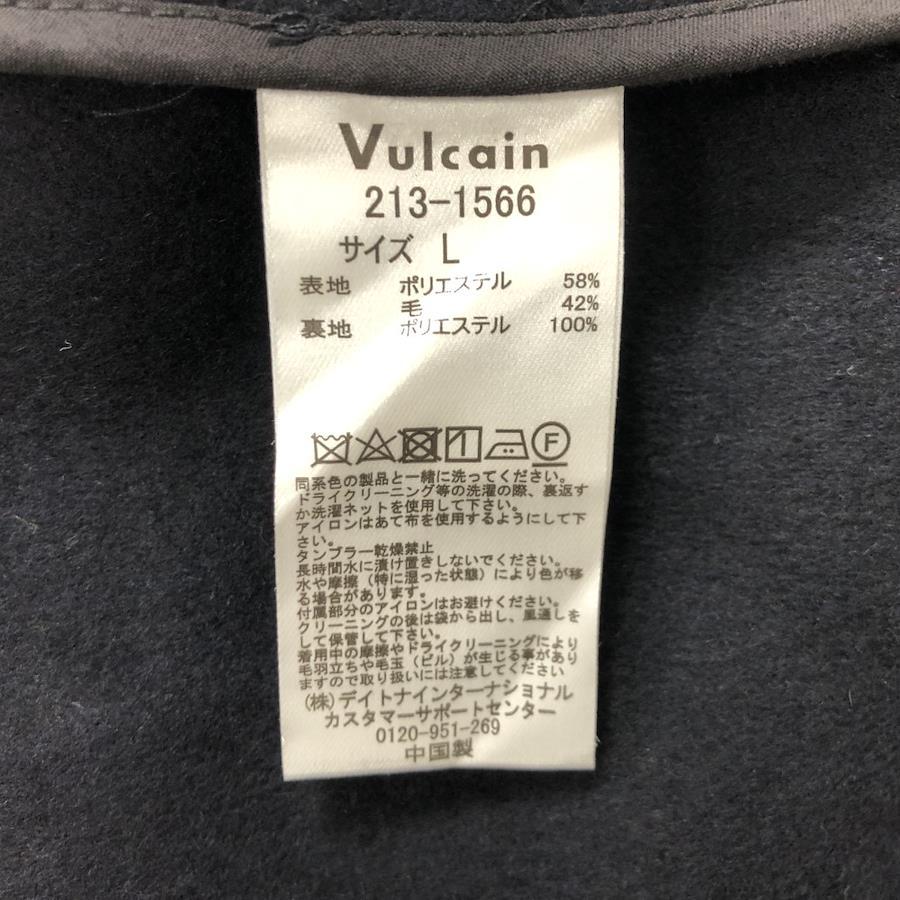 Vulcain
213-1566
サイズ L
表地 ポリエステル 58%
毛 42%
裏地 ポリエステル 100%
F
同系色の製品と一緒に洗ってください。
ドライクリーニング等の洗濯の際、裏返す
か洗濯ネットを使用して下さい。
アイロンはあて布を使用するようにして下
さい。
タンブラー乾燥禁止
長時間水に漬け置きしないでください。
水や摩擦（特に湿った状態）により色が移
る場合があります。
付属部分のアイロンはお避けください。
クリーニングの後は袋から出し、風通しを
して保管して下さい。
着用中の摩擦やドライクリーニングにより
毛羽立ちや毛玉（ピル）が生じる事があり
ますので取り扱いには注意してください
(株)デイトナインターナショナル
カスタマーサポートセンター
0120-951-269
中国製